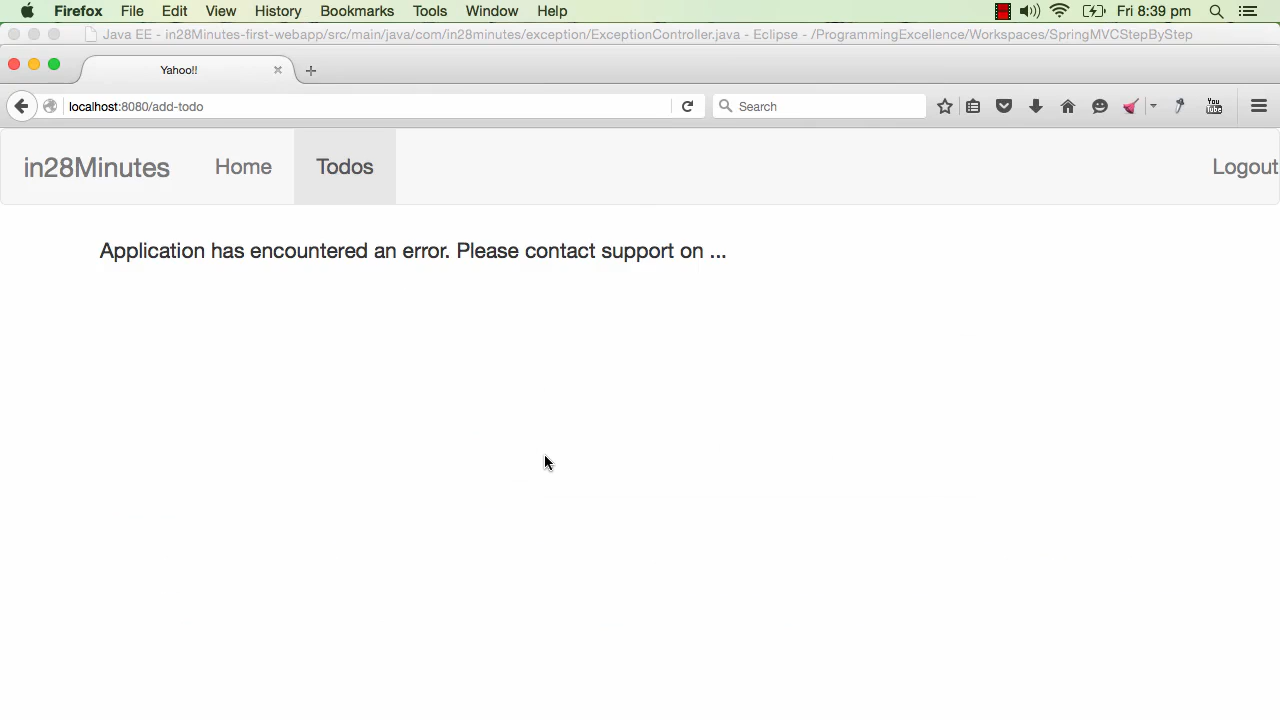 Firefox File Edit View History Bookmarks Tools Window Help Fri 8:39 pm
Java EE - in28Minutes-first-webapp/src/main/java/com/in28minutes/exception/ExceptionController.java - Eclipse - /ProgrammingExcellence/Workspaces/SpringMVCStepByStep
Yahoo!!
localhost:8080/add-todo Search You Tube
in28Minutes Home Todos Logout
Application has encountered an error. Please contact support on ...